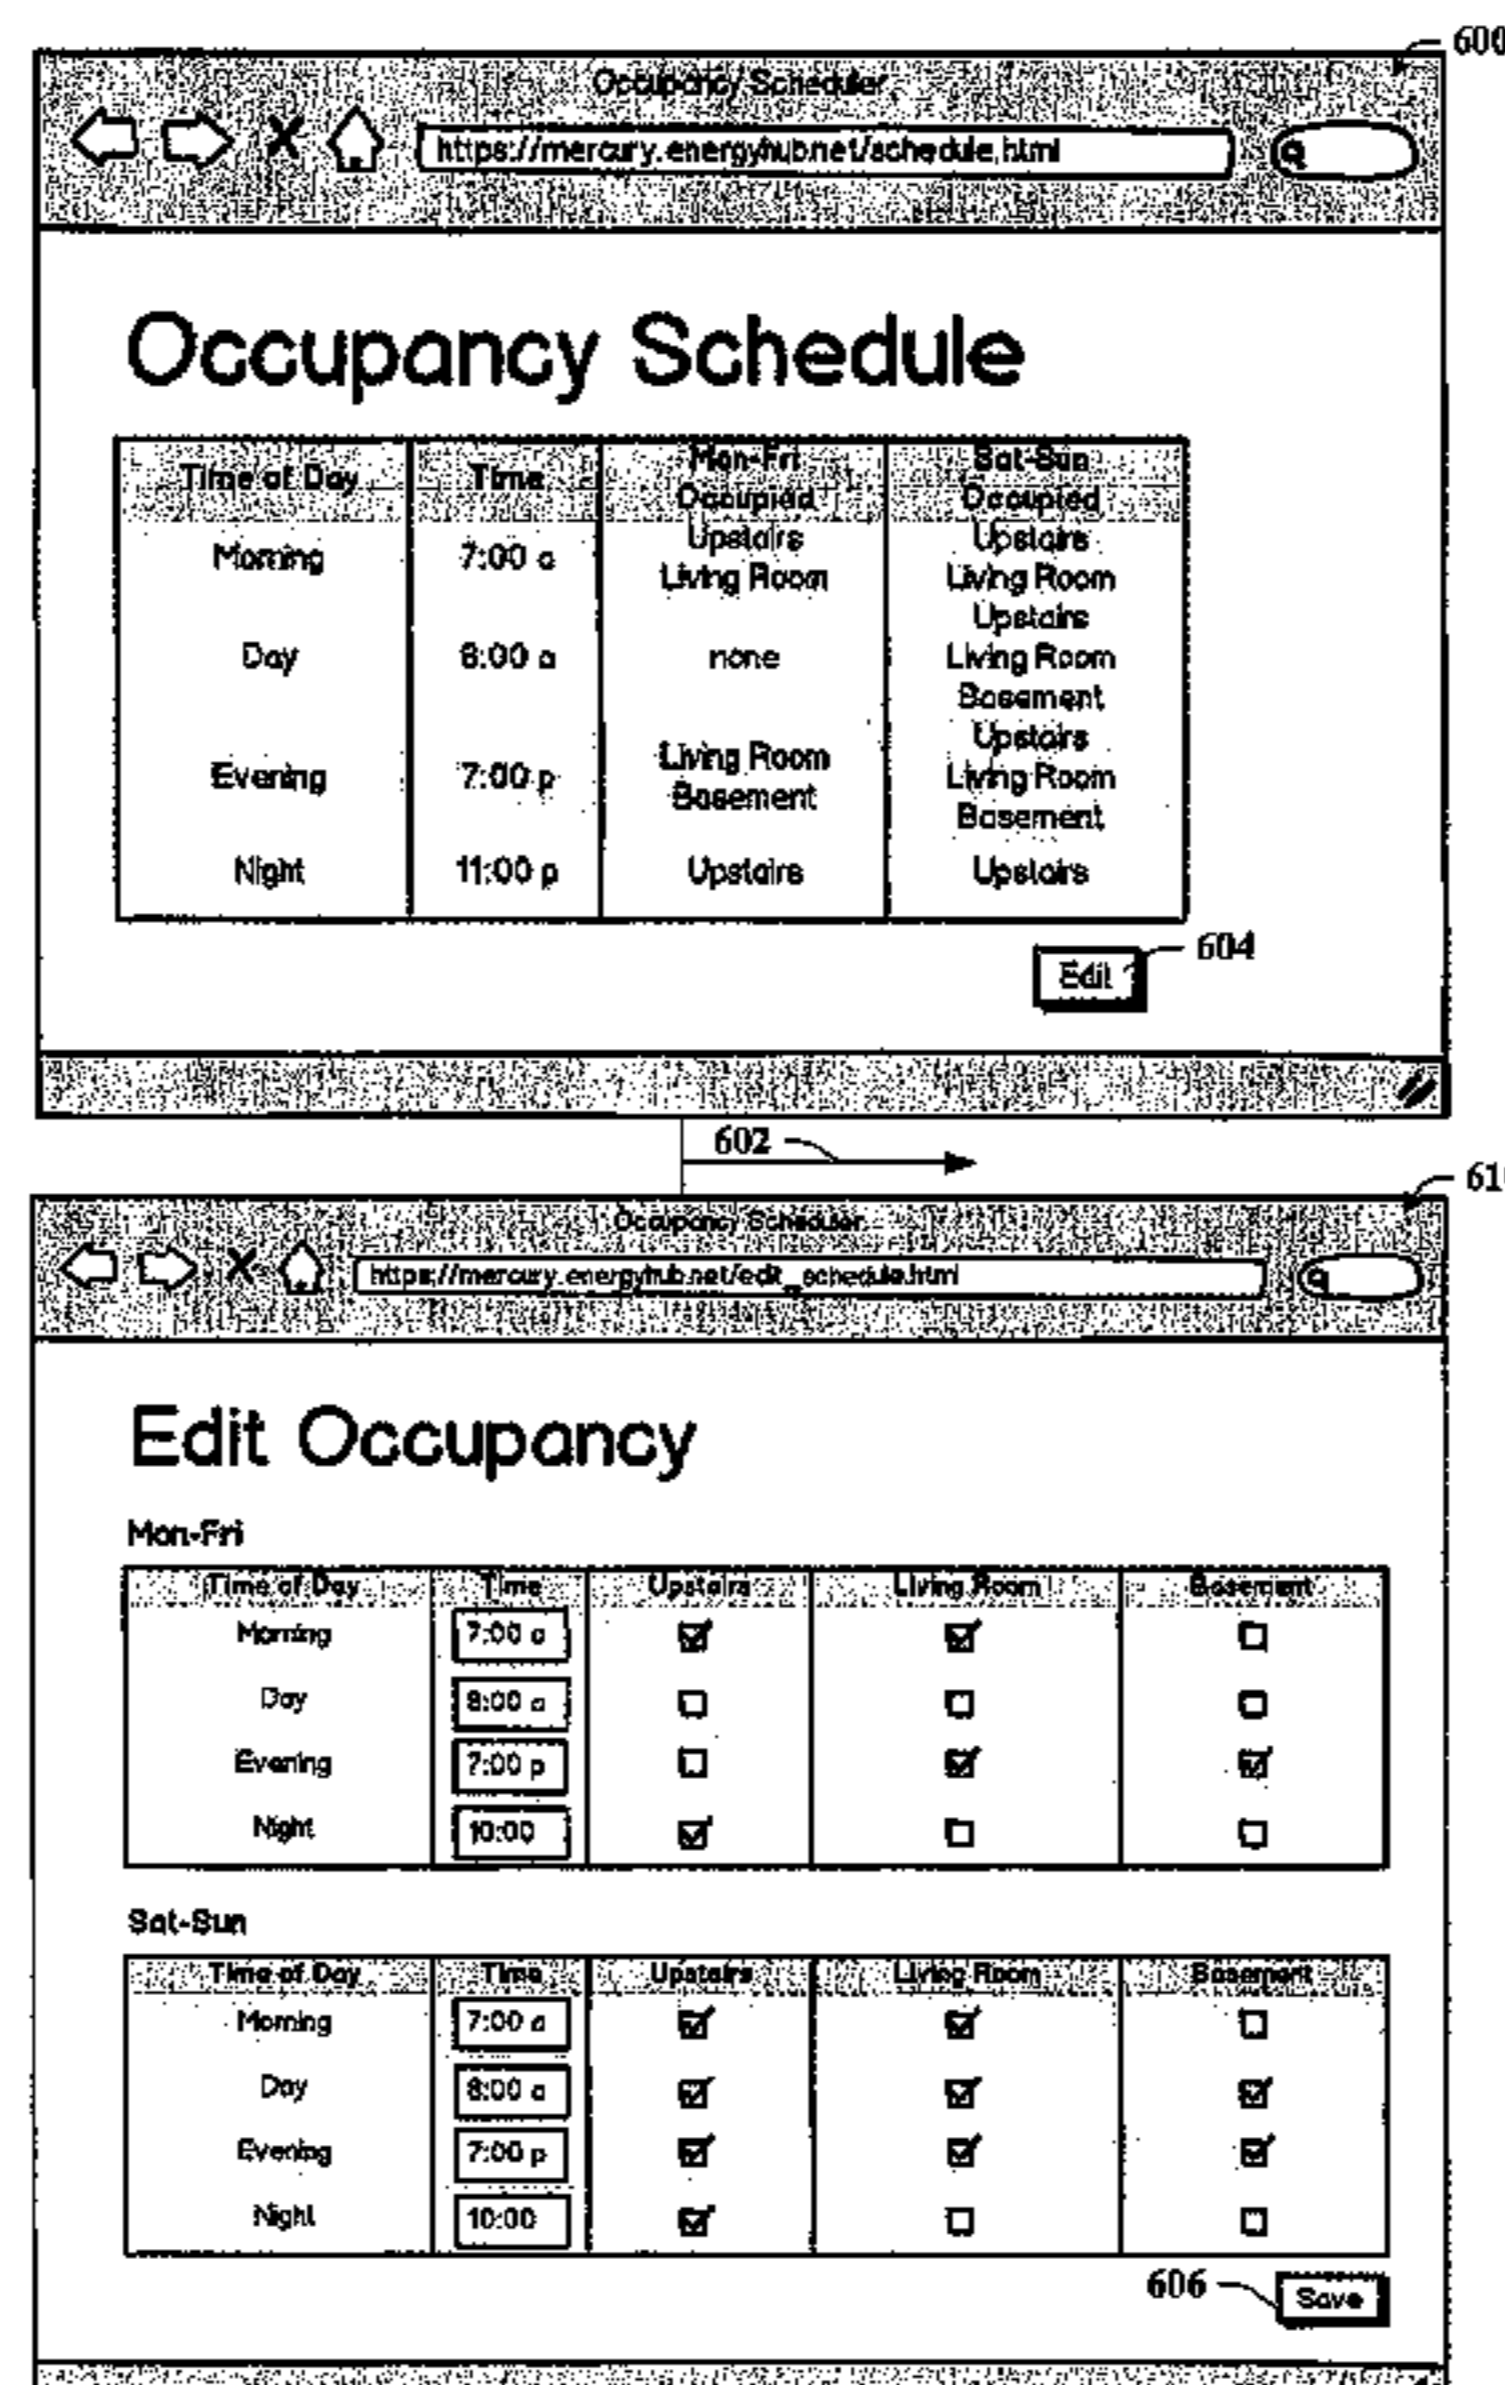 600
Occupancy Scheduler
https://mercury.energyhub.net/schedule.html
Occupancy Schedule
Time of Day Time Mon-Fri Occupied Sat-Sun Occupied
Morning 7:00 a Upstairs Living Room Upstairs Living Room
Day 8:00 a none Upstairs Living Room Basement
Evening 7:00 p Living Room Basement Upstairs Living Room Basement
Night 11:00 p Upstairs Upstairs
Edit 604
602
Occupancy Scheduler
https://mercury.energyhub.net/edit_schedule.html
Edit Occupancy
Mon-Fri
Time of Day Time Upstairs Living Room Basement
Morning 7:00 a
Day 8:00 a
Evening 7:00 p
Night 10:00
Sat-Sun
Time of Day Time Upstairs Living Room Basement
Morning 7:00 a
Day 8:00 a
Evening 7:00 p
Night 10:00
606 Save